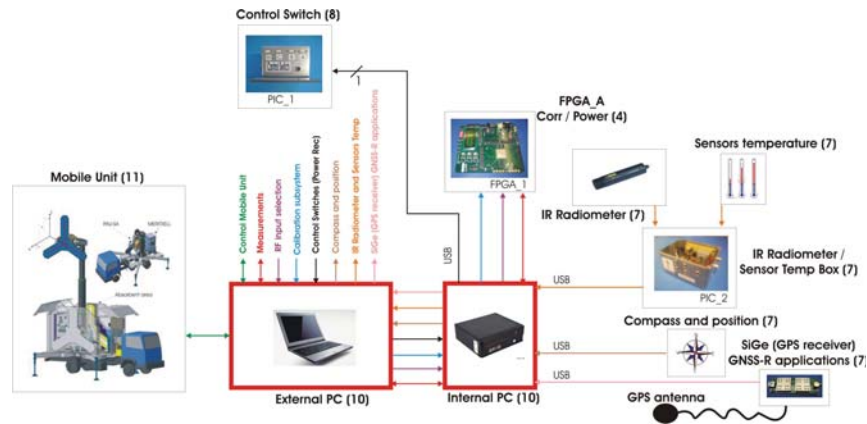 Control Switch (8)
PIC_1
1
FPGA_A
Corr / Power (4)
FPGA_1
Sensors temperature (7)
IR Radiometer (7)
Mobile Unit (11)
Control Mobile Unit
Measurements
RF input selection
Calibration subsystem
Control Switches (Power Rec)
Compass and position
IR Radiometer and Sensors Temp
SiGe (GPS receiver) GNSS-R applications
USB
USB
IR Radiometer /
Sensor Temp Box (7)
PIC_2
Compass and position (7)
USB
SiGe (GPS receiver)
GNSS-R applications (7)
USB
GPS antenna
External PC (10)
Internal PC (10)